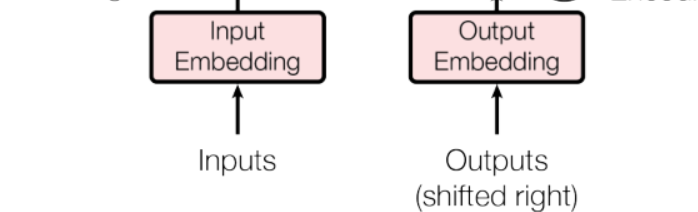 Input
Embedding
Output
Embedding
Inputs
Outputs
(shifted right)